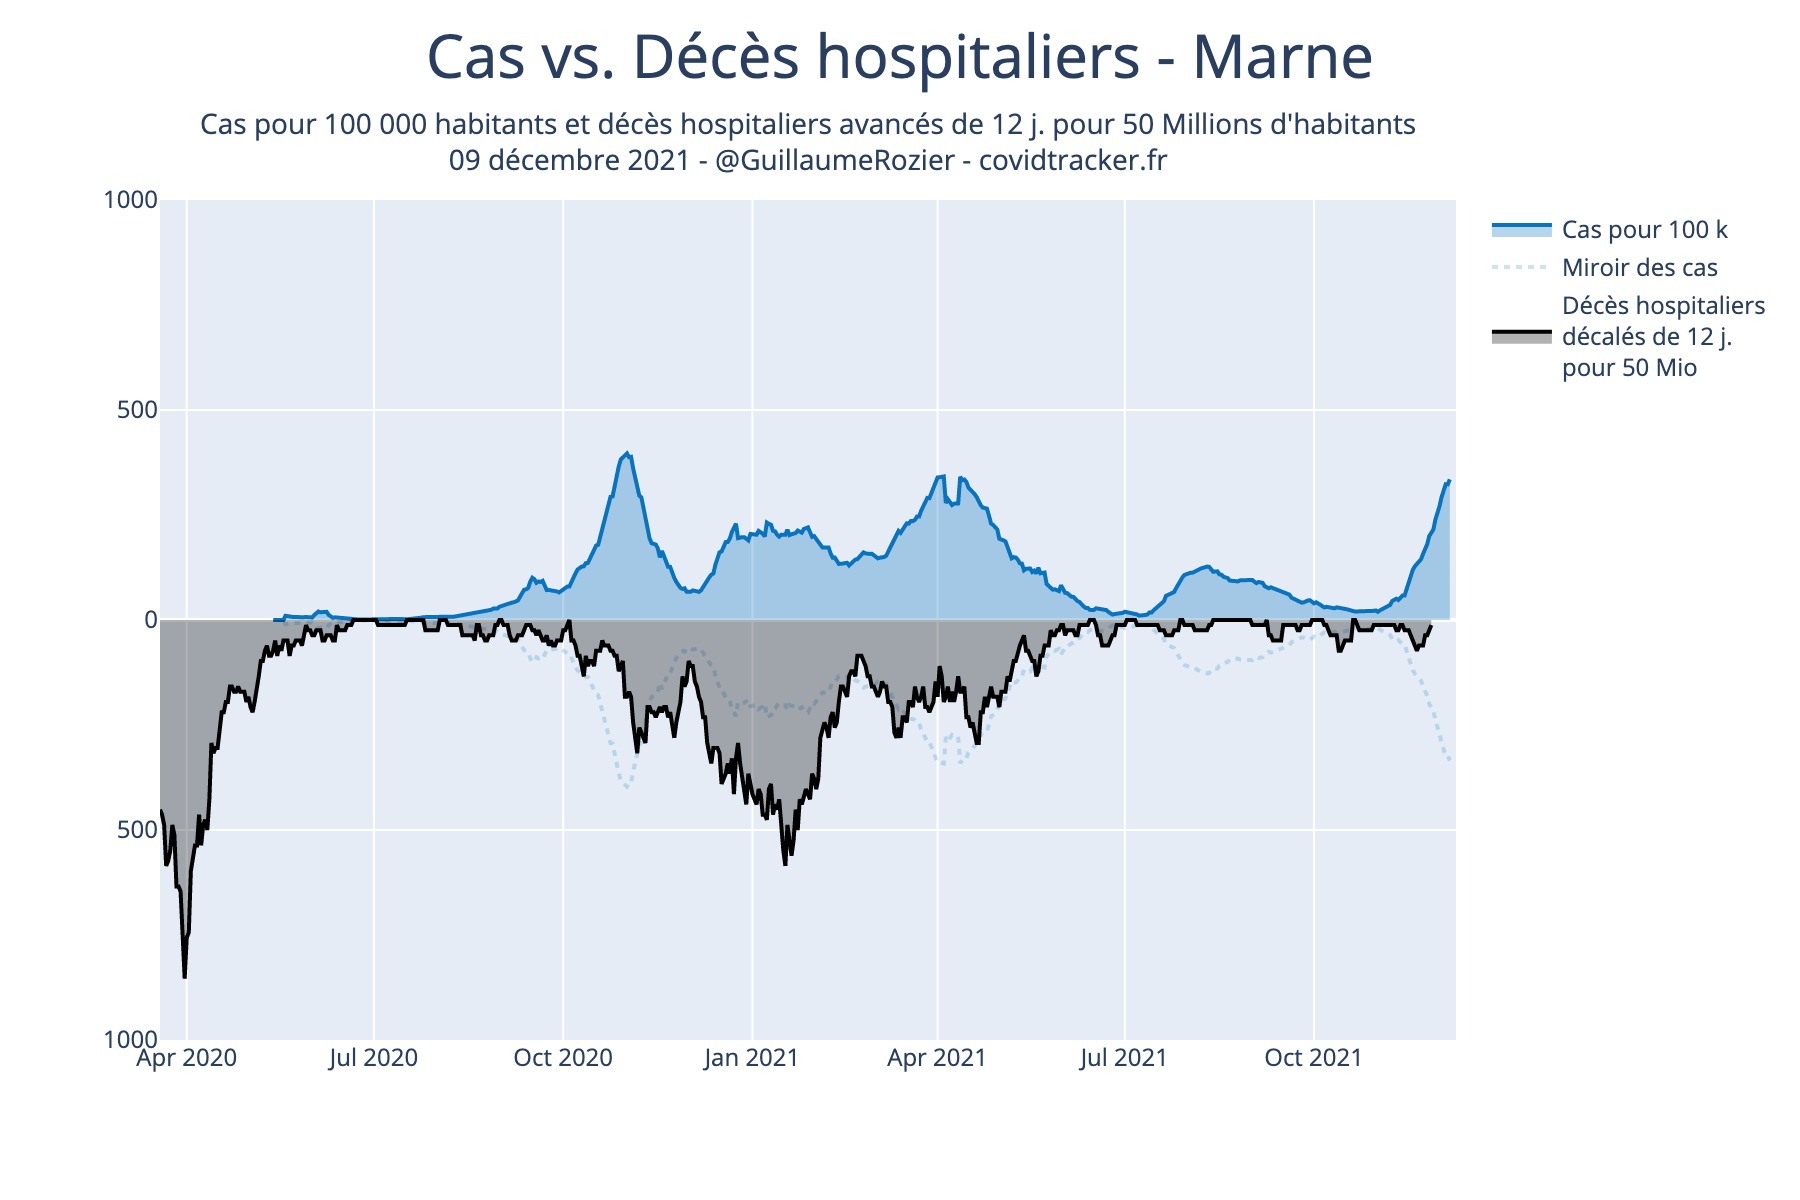 Cas vs. Décès hospitaliers - Marne
Cas pour 100 000 habitants et décès hospitaliers avancés de 12 j. pour 50 Millions d'habitants
09 décembre 2021 - @GuillaumeRozier - covidtracker.fr
1000
500
0
500
1000
Apr 2020
Jul 2020
Oct 2020
Jan 2021
Apr 2021
Jul 2021
Oct 2021
Cas pour 100 k
Miroir des cas
Décès hospitaliers
décalés de 12 j.
pour 50 Mio